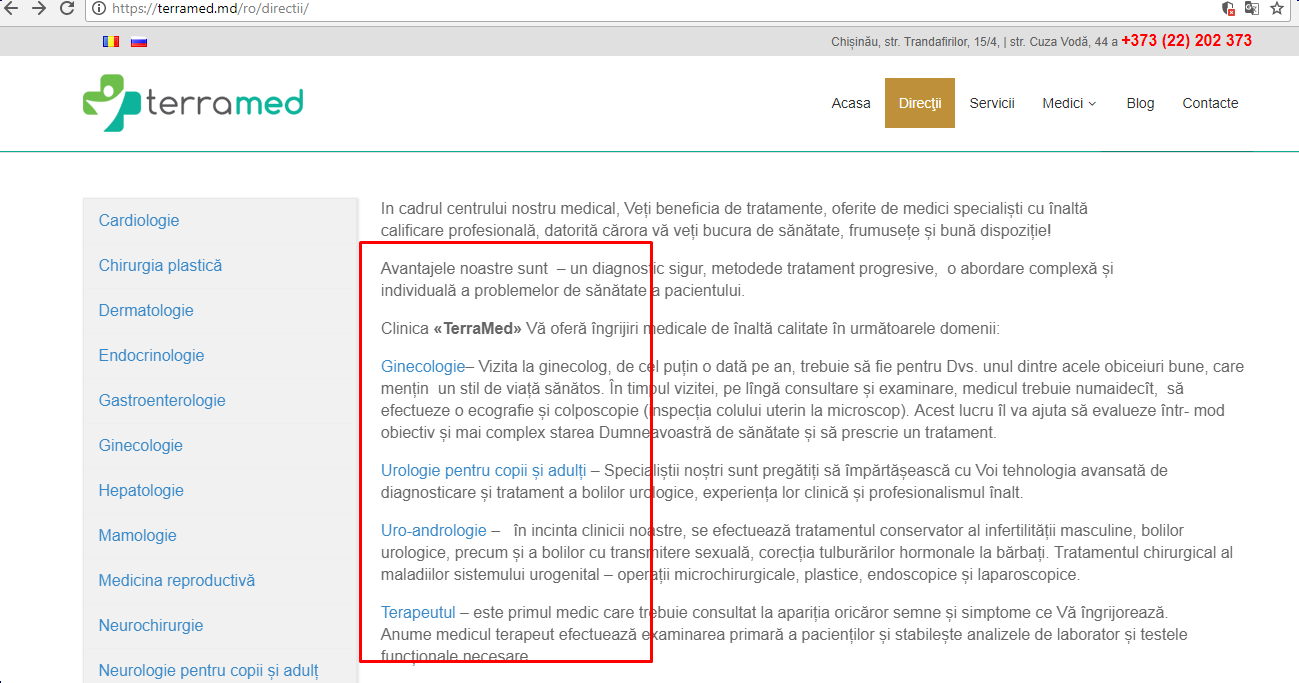 https://terramed.md/ro/directii/
Chișinău, str. Trandafirilor, 15/4, | str. Cuza Vodă, 44 a +373 (22) 202 373
terramed
Acasa
Direcţii
Servicii
Medici
Blog
Contacte
Cardiologie
Chirurgia plastică
Dermatologie
Endocrinologie
Gastroenterologie
Ginecologie
Hepatologie
Mamologie
Medicina reproductivă
Neurochirurgie
Neurologie pentru copii și adulț
In cadrul centrului nostru medical, Veți beneficia de tratamente, oferite de medici specialiști cu înaltă
calificare profesională, datorită cărora vă veți bucura de sănătate, frumusețe și bună dispoziție!
Avantajele noastre sunt – un diagnostic sigur, metodede tratament progresive, o abordare complexă și
individuală a problemelor de sănătate a pacientului.
Clinica «TerraMed» Vă oferă îngrijiri medicale de înaltă calitate în următoarele domenii:
Ginecologie– Vizita la ginecolog, de cel puțin o dată pe an, trebuie să fie pentru Dvs. unul dintre acele obiceiuri bune, care
mențin un stil de viață sănătos. În timpul vizitei, pe lîngă consultare și examinare, medicul trebuie numaidecît, să
efectueze o ecografie și colposcopie (inspecția colului uterin la microscop). Acest lucru îl va ajuta să evalueze într- mod
obiectiv și mai complex starea Dumneavoastră de sănătate și să prescrie un tratament.
Urologie pentru copii și adulți – Specialiștii noștri sunt pregătiți să împărtășească cu Voi tehnologia avansată de
diagnosticare și tratament a bolilor urologice, experiența lor clinică și profesionalismul înalt.
Uro-andrologie – în incinta clinicii noastre, se efectuează tratamentul conservator al infertilității masculine, bolilor
urologice, precum și a bolilor cu transmitere sexuală, corecția tulburărilor hormonale la bărbați. Tratamentul chirurgical al
maladiilor sistemului urogenital – operații microchirurgicale, plastice, endoscopice și laparoscopice.
Terapeutul – este primul medic care trebuie consultat la apariția oricăror semne și simptome ce Vă îngrijorează.
Anume medicul terapeut efectuează examinarea primară a pacienților și stabilește analizele de laborator și testele
funcționale necesare